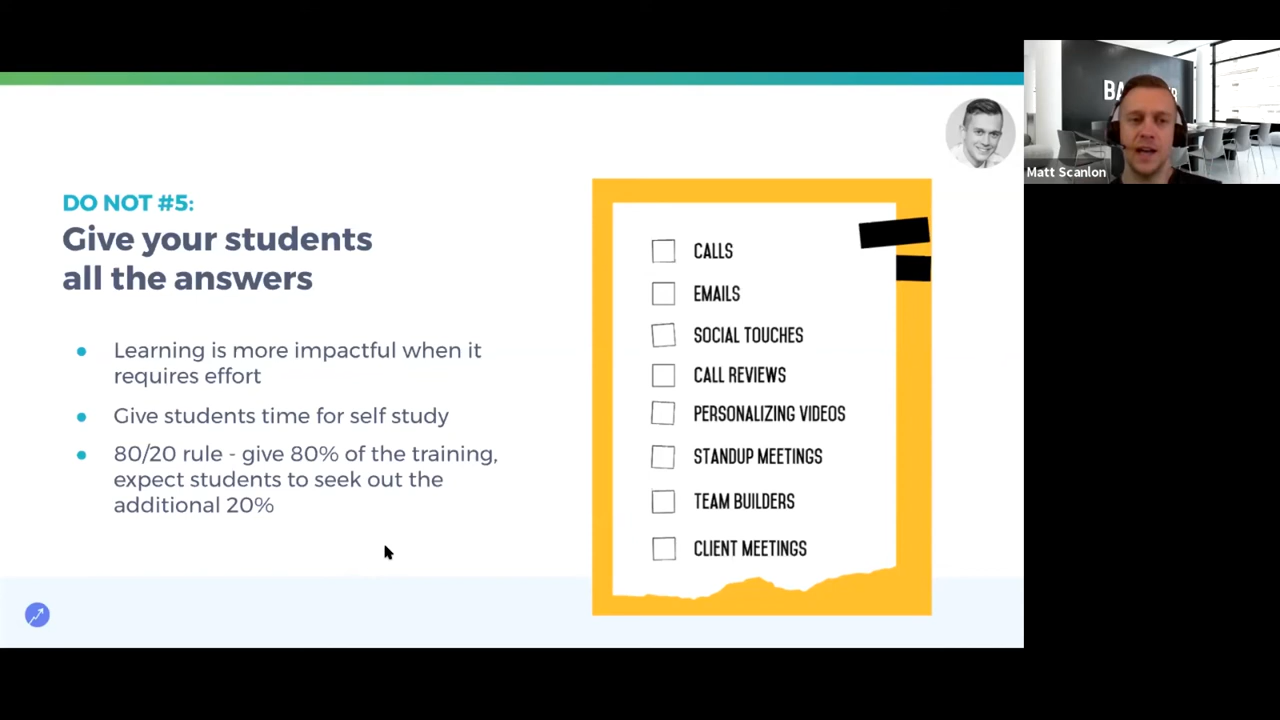 DO NOT #5:
Give your students
all the answers
Learning is more impactful when it
requires effort
Give students time for self study
80/20 rule - give 80% of the training,
expect students to seek out the
additional 20%
CALLS
EMAILS
SOCIAL TOUCHES
CALL REVIEWS
PERSONALIZING VIDEOS
STANDUP MEETINGS
TEAM BUILDERS
CLIENT MEETINGS
Matt Scanlon